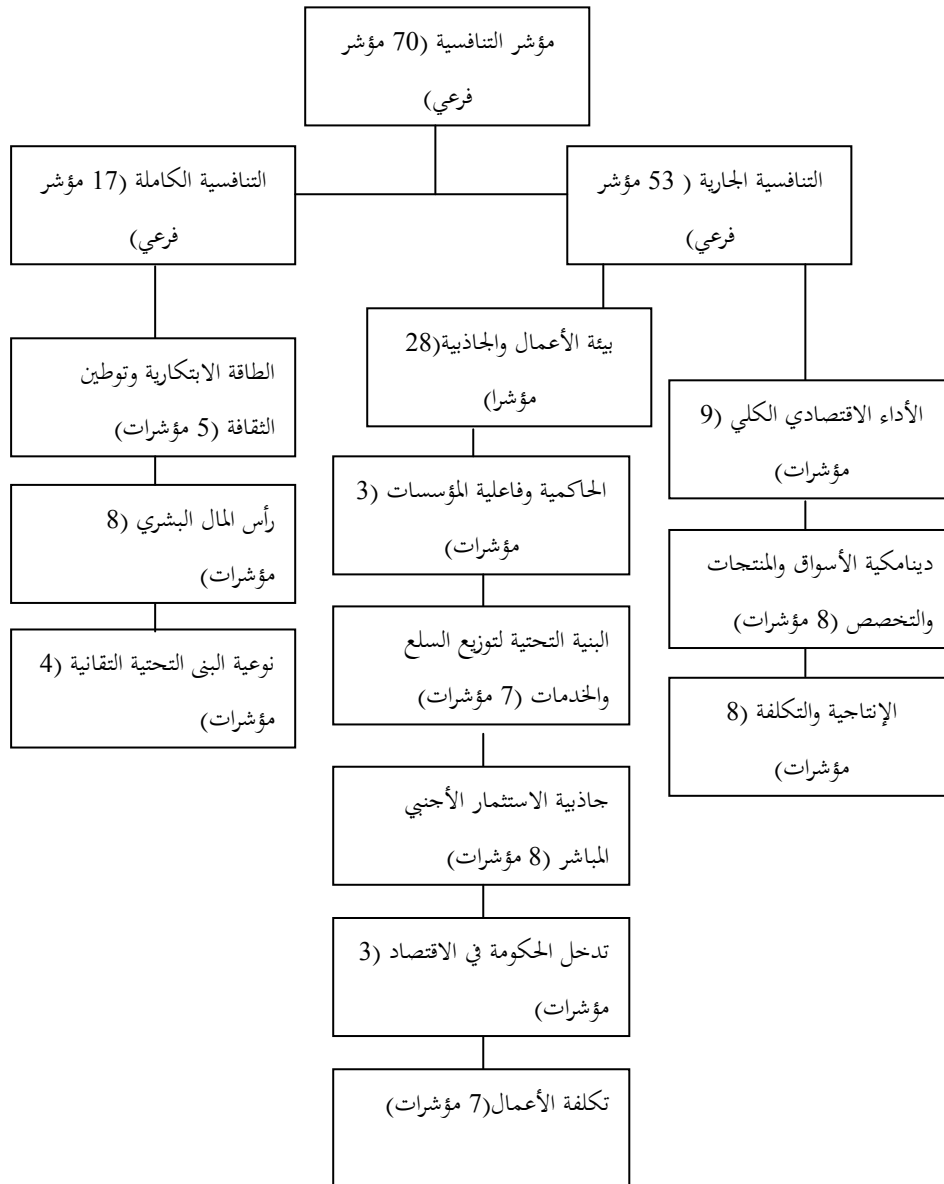 مؤشر التنافسية (70 مؤشر
فرعي)
التنافسية الجارية ( 53 مؤشر
فرعي)
التنافسية الكاملة (17 مؤشر
فرعي)
الأداء الاقتصادي الكلي (9
مؤشرات)
دينامكية الأسواق والمنتجات
والتخصص (8 مؤشرات)
الإنتاجية والتكلفة (8
مؤشرات)
بيئة الأعمال والجاذبية(28
مؤشرا)
الحاكمية وفاعلية المؤسسات (3
مؤشرات)
البنية التحتية لتوزيع السلع
والخدمات (7 مؤشرات)
جاذبية الاستثمار الأجنبي
المباشر (8 مؤشرات)
تدخل الحكومة في الاقتصاد (3
مؤشرات)
تكلفة الأعمال(7 مؤشرات)
الطاقة الابتكارية وتوطين
الثقافة (5 مؤشرات)
رأس المال البشري (8
مؤشرات)
نوعية البنى التحتية التقانية (4
مؤشرات)